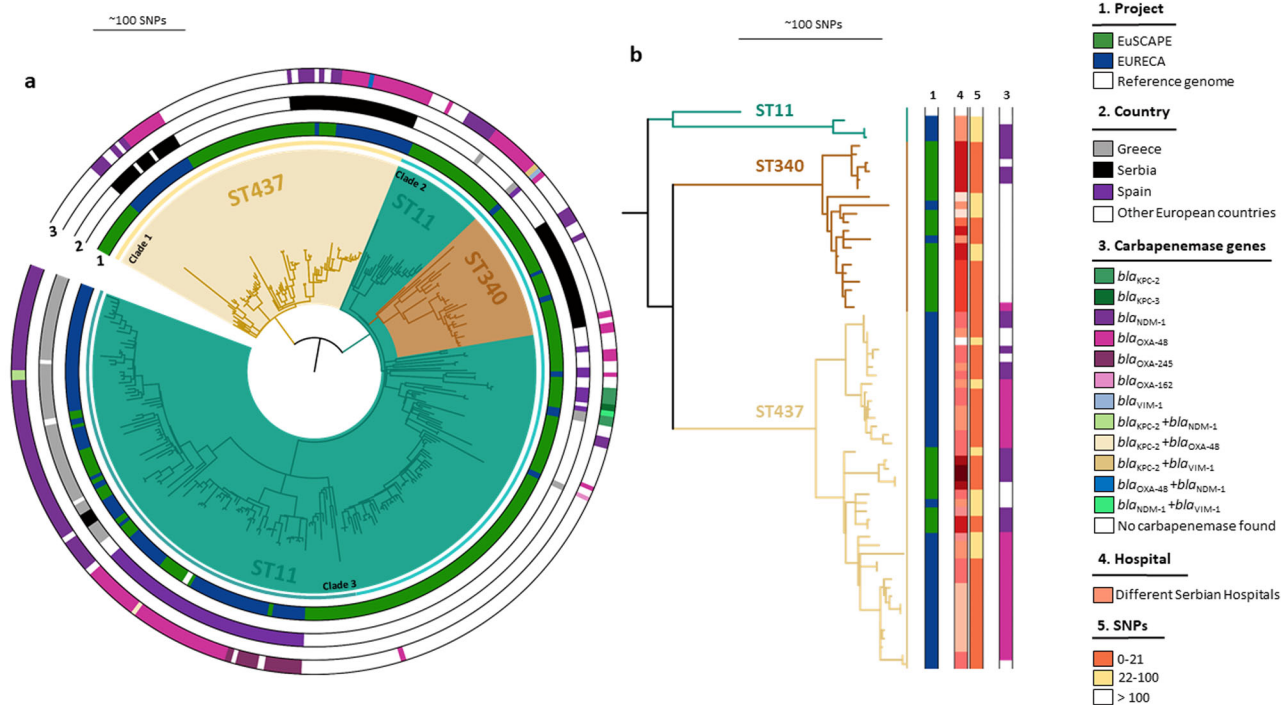 ~100 SNPs
a
ST437
Clade 1
Clade 2
ST11
ST340
3
2
1
ST11
Clade 3
~100 SNPs
b
1
4
5
3
ST11
ST340
ST437
1. Project
EuSCAPE
EURECA
Reference genome
2. Country
Greece
Serbia
Spain
Other European countries
3. Carbapenemase genes
blaKPC-2
blaKPC-3
blaNDM-1
blaOXA-48
blaOXA-245
blaOXA-162
blaVIM-1
blaKPC-2 +blaNDM-1
blaKPC-2 +blaOXA-48
blaKPC-2 +blaVIM-1
blaOXA-48 +blaNDM-1
blaNDM-1 +blaVIM-1
No carbapenemase found
4. Hospital
Different Serbian Hospitals
5. SNPs
0-21
22-100
> 100